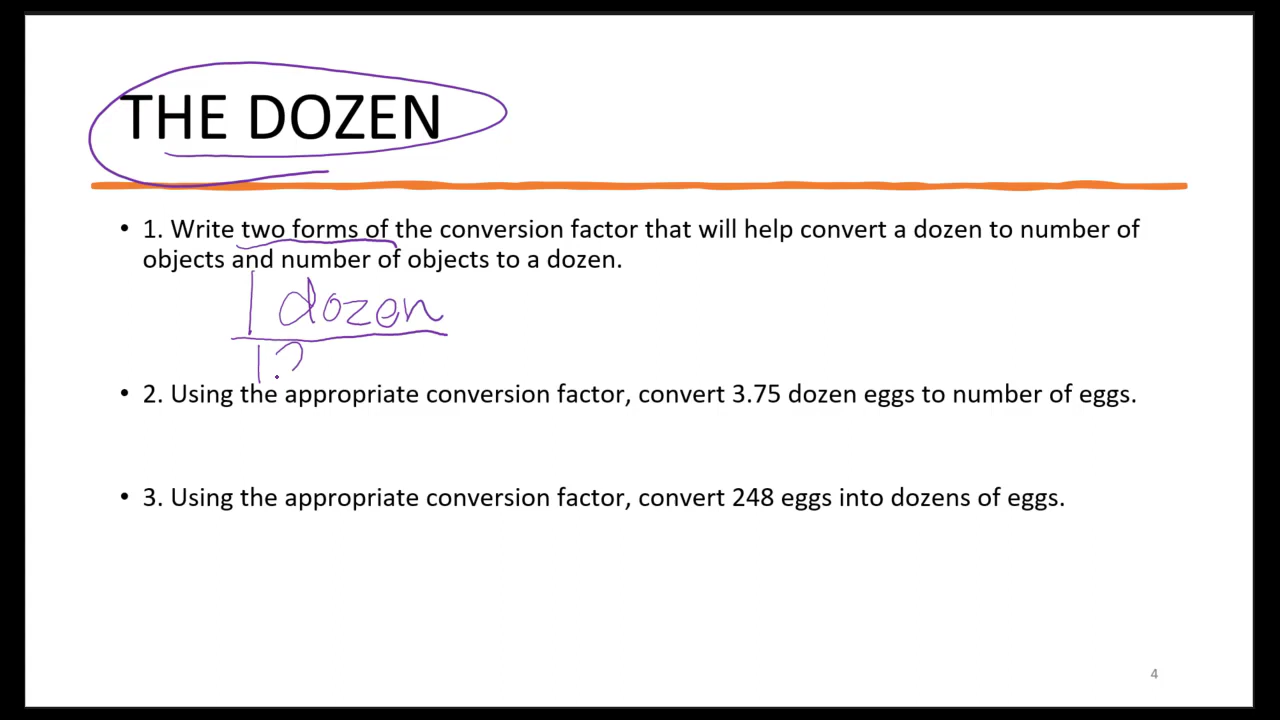 THE DOZEN
• 1. Write two forms of the conversion factor that will help convert a dozen to number of
objects and number of objects to a dozen.
1 dozen
12
• 2. Using the appropriate conversion factor, convert 3.75 dozen eggs to number of eggs.
• 3. Using the appropriate conversion factor, convert 248 eggs into dozens of eggs.
4